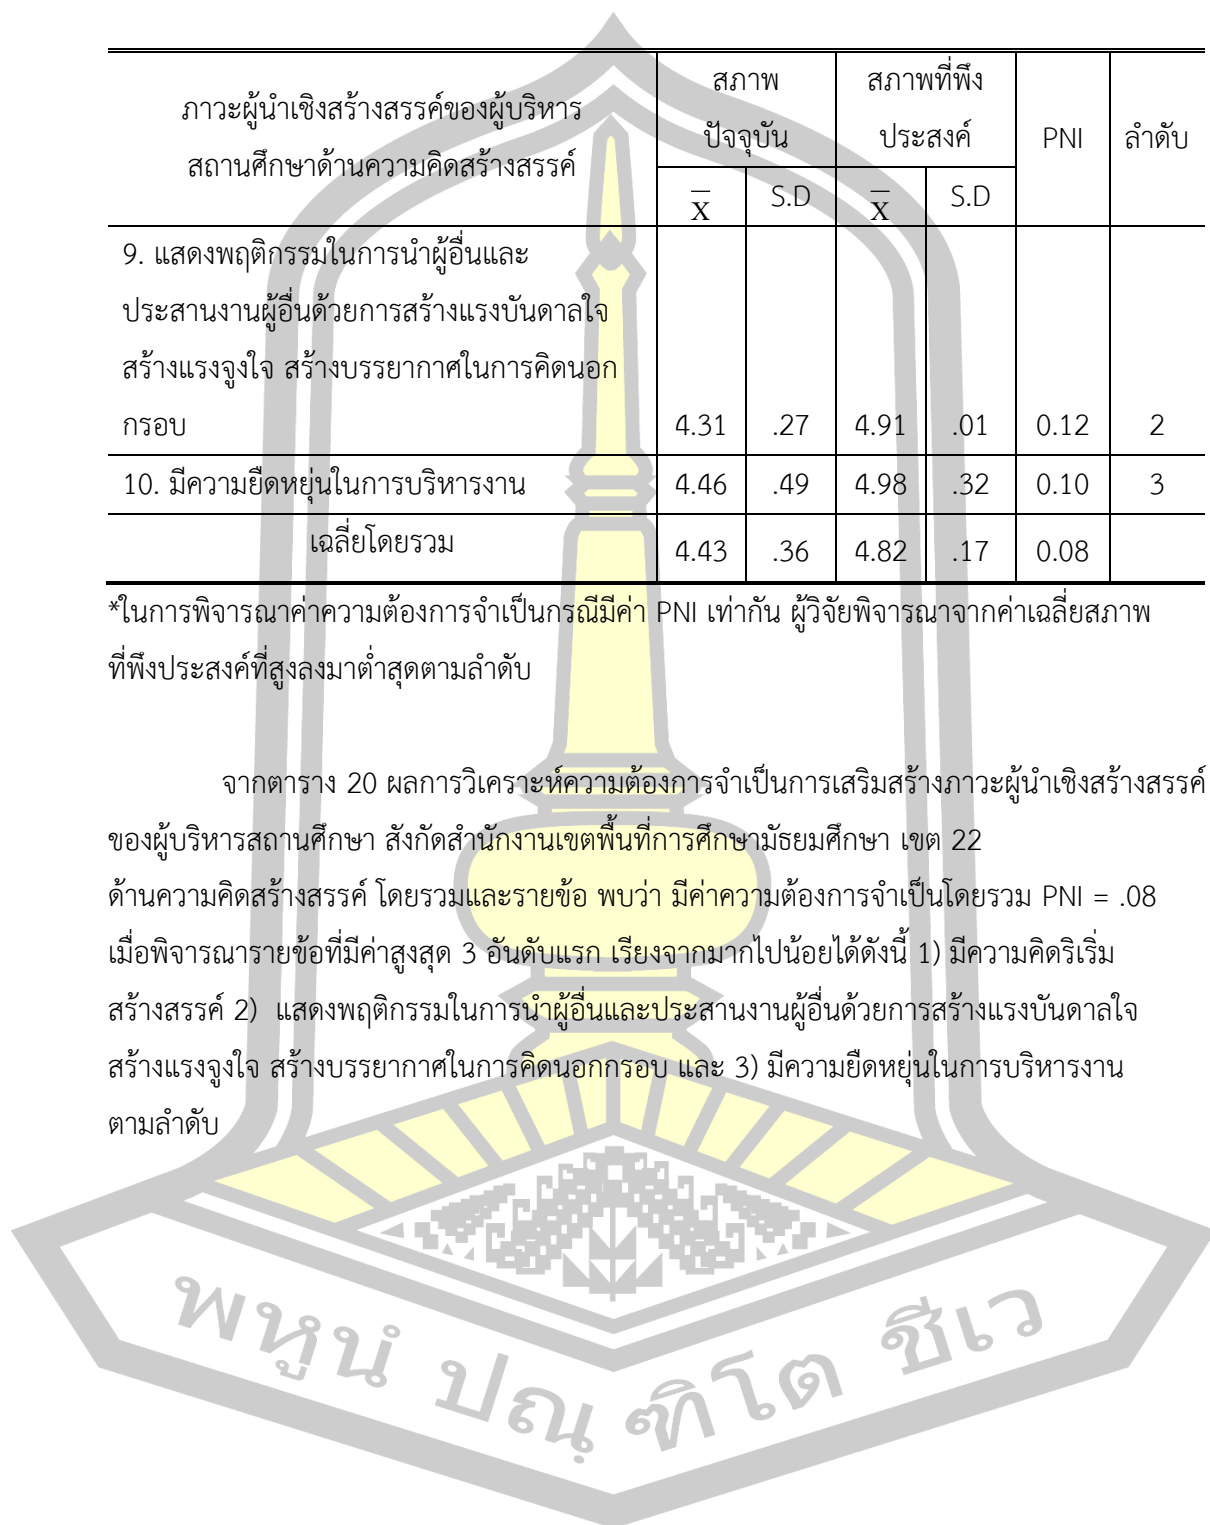 ภาวะผู้นำเชิงสร้างสรรค์ของผู้บริหาร
สถานศึกษาด้านความคิดสร้างสรรค์
สภาพ
ปัจจุบัน
สภาพที่พึง
ประสงค์
PNI
ลำดับ
X̅ S.D X̅ S.D
9. แสดงพฤติกรรมในการนำผู้อื่นและ
ประสานงานผู้อื่นด้วยการสร้างแรงบันดาลใจ
สร้างแรงจูงใจ สร้างบรรยากาศในการคิดนอก
กรอบ 4.31 .27 4.91 .01 0.12 2
10. มีความยืดหยุ่นในการบริหารงาน 4.46 .49 4.98 .32 0.10 3
เฉลี่ยโดยรวม 4.43 .36 4.82 .17 0.08
*ในการพิจารณาค่าความต้องการจำเป็นกรณีมีค่า PNI เท่ากัน ผู้วิจัยพิจารณาจากค่าเฉลี่ยสภาพ
ที่พึงประสงค์ที่สูงลงมาต่ำสุดตามลำดับ
จากตาราง 20 ผลการวิเคราะห์ความต้องการจำเป็นการเสริมสร้างภาวะผู้นำเชิงสร้างสรรค์
ของผู้บริหารสถานศึกษา สังกัดสำนักงานเขตพื้นที่การศึกษามัธยมศึกษา เขต 22
ด้านความคิดสร้างสรรค์ โดยรวมและรายข้อ พบว่า มีค่าความต้องการจำเป็นโดยรวม PNI = .08
เมื่อพิจารณารายข้อที่มีค่าสูงสุด 3 อันดับแรก เรียงจากมากไปน้อยได้ดังนี้ 1) มีความคิดริเริ่ม
สร้างสรรค์ 2) แสดงพฤติกรรมในการนำผู้อื่นและประสานงานผู้อื่นด้วยการสร้างแรงบันดาลใจ
สร้างแรงจูงใจ สร้างบรรยากาศในการคิดนอกกรอบ และ 3) มีความยืดหยุ่นในการบริหารงาน
ตามลำดับ
พหูนํ ปณฺ ฑิโต ชีเว